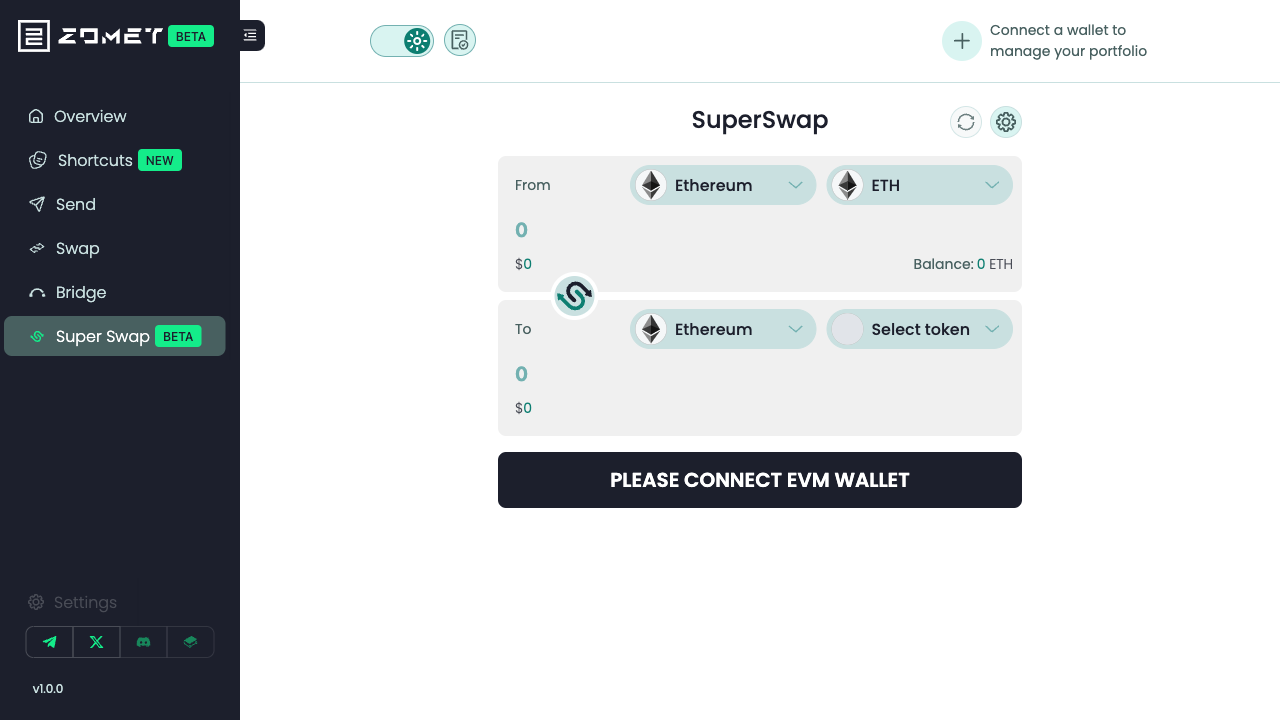 ZOMET BETA
Overview
Shortcuts NEW
Send
Swap
Bridge
Super Swap BETA
Settings
v1.0.0
Connect a wallet to
manage your portfolio
SuperSwap
From Ethereum ETH
0
$0 Balance: 0 ETH
To Ethereum Select token
0
$0
PLEASE CONNECT EVM WALLET